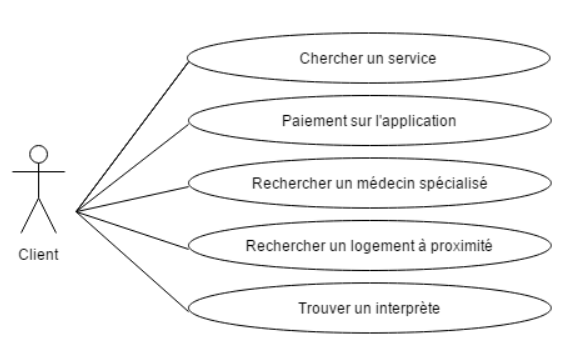 Chercher un service
Paiement sur l'application
Rechercher un médecin spécialisé
Rechercher un logement à proximité
Client
Trouver un interprète